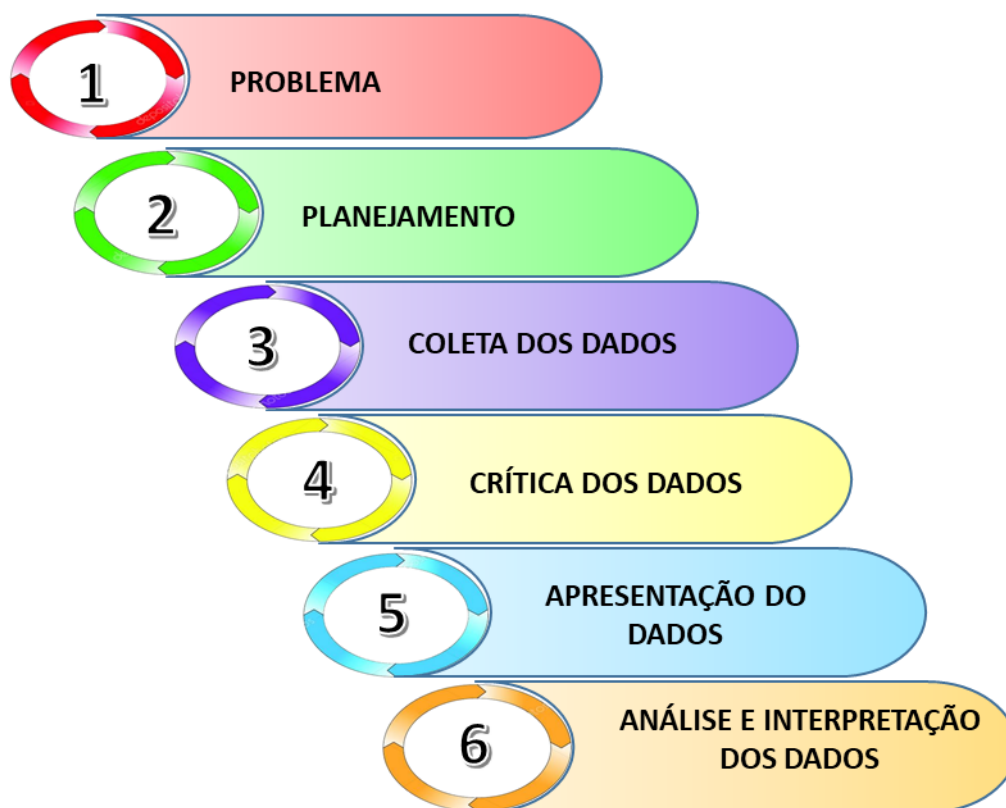 1
PROBLEMA
2
PLANEJAMENTO
3
COLETA DOS DADOS
4
CRÍTICA DOS DADOS
5
APRESENTAÇÃO DO
DADOS
6
ANÁLISE E INTERPRETAÇÃO
DOS DADOS